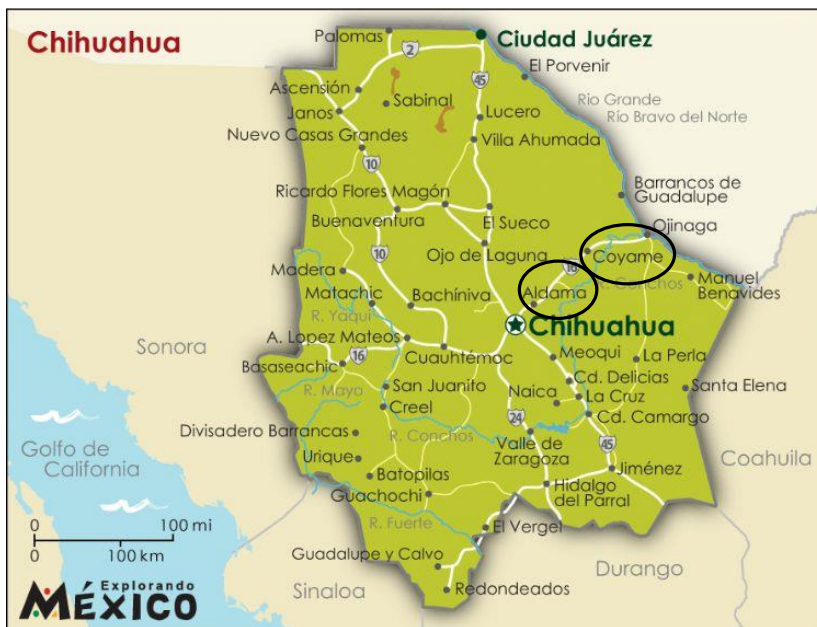 Chihuahua
Palomas
2
Ciudad Juárez
45
El Porvenir
Ascensión
Sabinal
Rio Grande
Río Bravo del Norte
Janos
Lucero
Nuevo Casas Grandes
Villa Ahumada
10
Barrancos de
Guadalupe
Ricardo Flores Magón
Buenaventura
El Sueco
Ojinaga
10
Ojo de Laguna
Coyame
16
Madera
R. Conchos
Manuel
Benavides
Aldama
Matachic
Bachíniva
R. Yaqui
Chihuahua
A. Lopez Mateos
Sonora
Cuauhtémoc
Meoqui
La Perla
16
Basaseachic
Cd. Delicias
San Juanito
Naica
La Cruz
Santa Elena
R. Mayo
Creel
24
Cd. Camargo
Golfo de
California
Divisadero Barrancas
R. Conchos
Valle de
Zaragoza
45
Coahuila
Urique
Batopilas
Jiménez
Guachochi
Hidalgo
del Parral
0
100 mi
R. Fuerte
El Vergel
0
100 km
Guadalupe y Calvo
Durango
Explorando
MÉXICO
Sinaloa
Redondeados